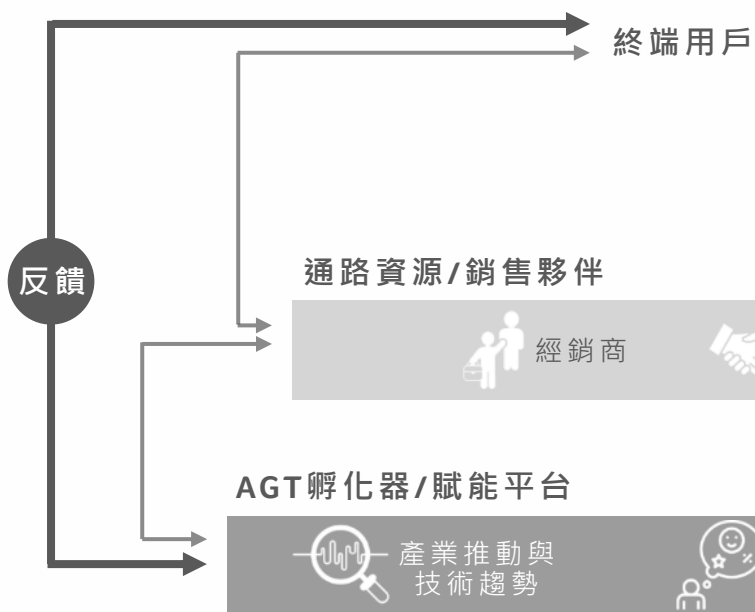 終端用戶
反饋
通路資源/銷售夥伴
經銷商
AGT孵化器/賦能平台
產業推動與
技術趨勢